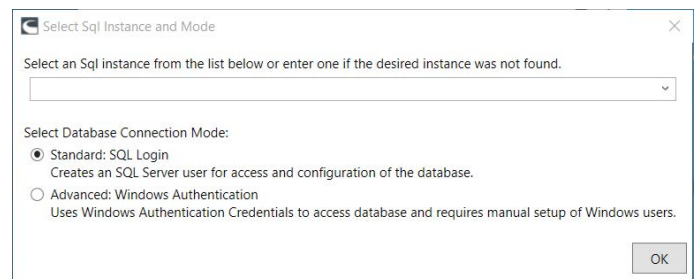 Select Sql Instance and Mode
Select an Sql instance from the list below or enter one if the desired instance was not found.
Select Database Connection Mode:
Standard: SQL Login
Creates an SQL Server user for access and configuration of the database.
Advanced: Windows Authentication
Uses Windows Authentication Credentials to access database and requires manual setup of Windows users.
OK